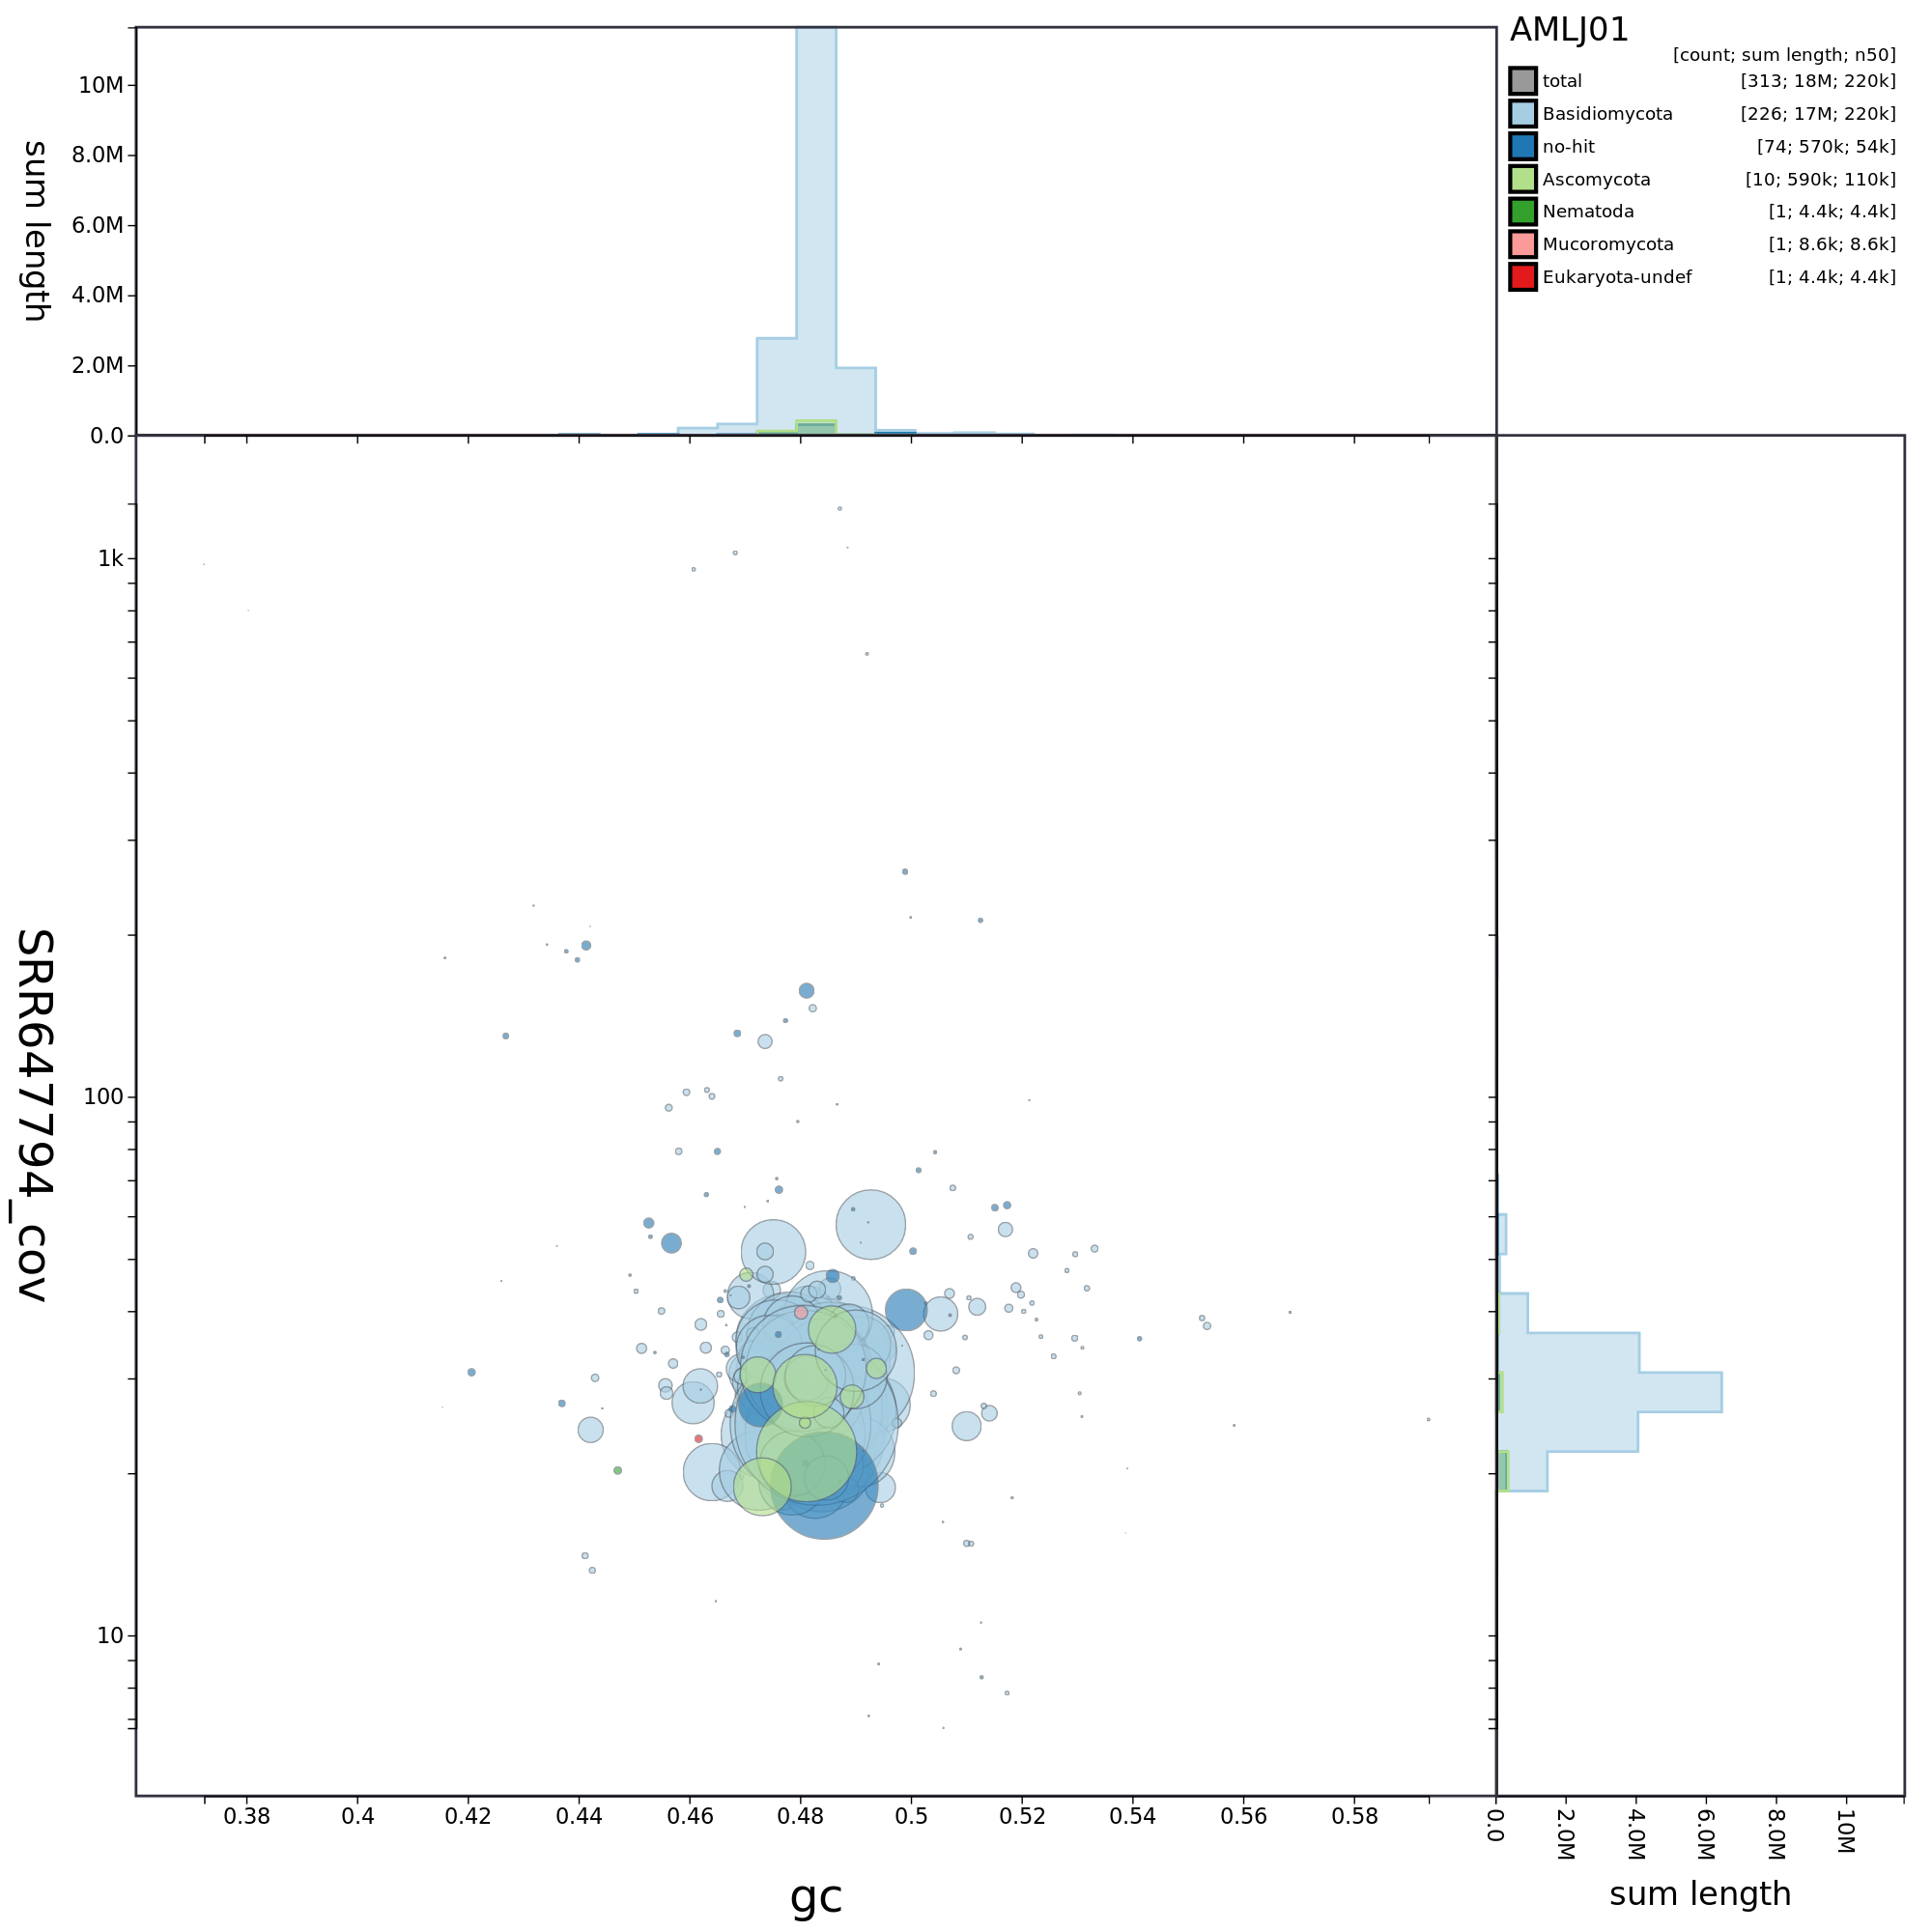 AMLJ01
[count; sum length; n50]
total [313; 18M; 220k]
Basidiomycota [226; 17M; 220k]
no-hit [74; 570k; 54k]
Ascomycota [10; 590k; 110k]
Nematoda [1; 4.4k; 4.4k]
Mucoromycota [1; 8.6k; 8.6k]
Eukaryota-undef [1; 4.4k; 4.4k]
sum length
10M
8.0M
6.0M
4.0M
2.0M
0.0
SRR647794_cov
1k
100
10
0.38 0.4 0.42 0.44 0.46 0.48 0.5 0.52 0.54 0.56 0.58
gc
0.0 2.0M 4.0M 6.0M 8.0M 10M
sum length